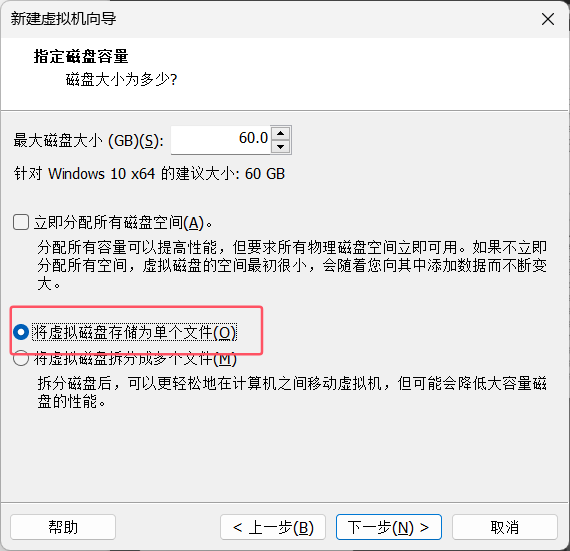 新建虚拟机向导
指定磁盘容量
磁盘大小为多少?
最大磁盘大小 (GB)(S): 60.0
针对 Windows 10 x64 的建议大小: 60 GB
立即分配所有磁盘空间(A)。
分配所有容量可以提高性能，但要求所有物理磁盘空间立即可用。如果不立即
分配所有空间，虚拟磁盘的空间最初很小，会随着您向其中添加数据而不断变
大。
将虚拟磁盘存储为单个文件(O)
将虚拟磁盘拆分成多个文件(M)
拆分磁盘后，可以更轻松地在计算机之间移动虚拟机，但可能会降低大容量磁
盘的性能。
帮助 < 上一步(B) 下一步(N) > 取消